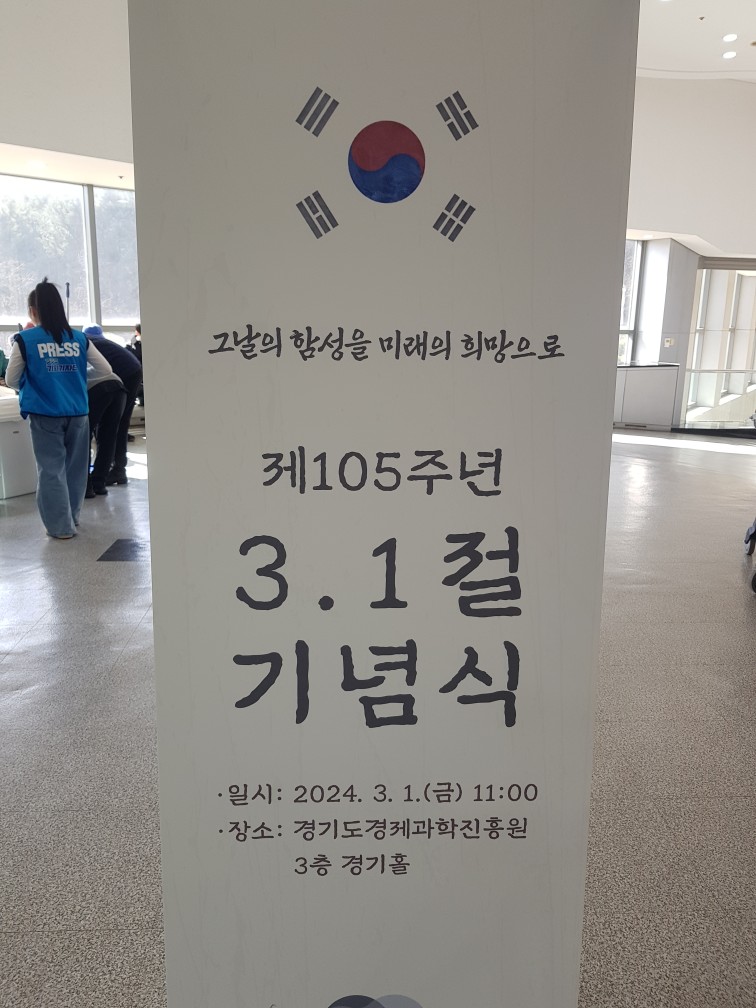 그날의 함성을 미래의 희망으로
제105주년
3.1절
기념식
·일시: 2024. 3. 1.(금) 11:00
·장소: 경기도경제과학진흥원
3층 경기홀
PRESS